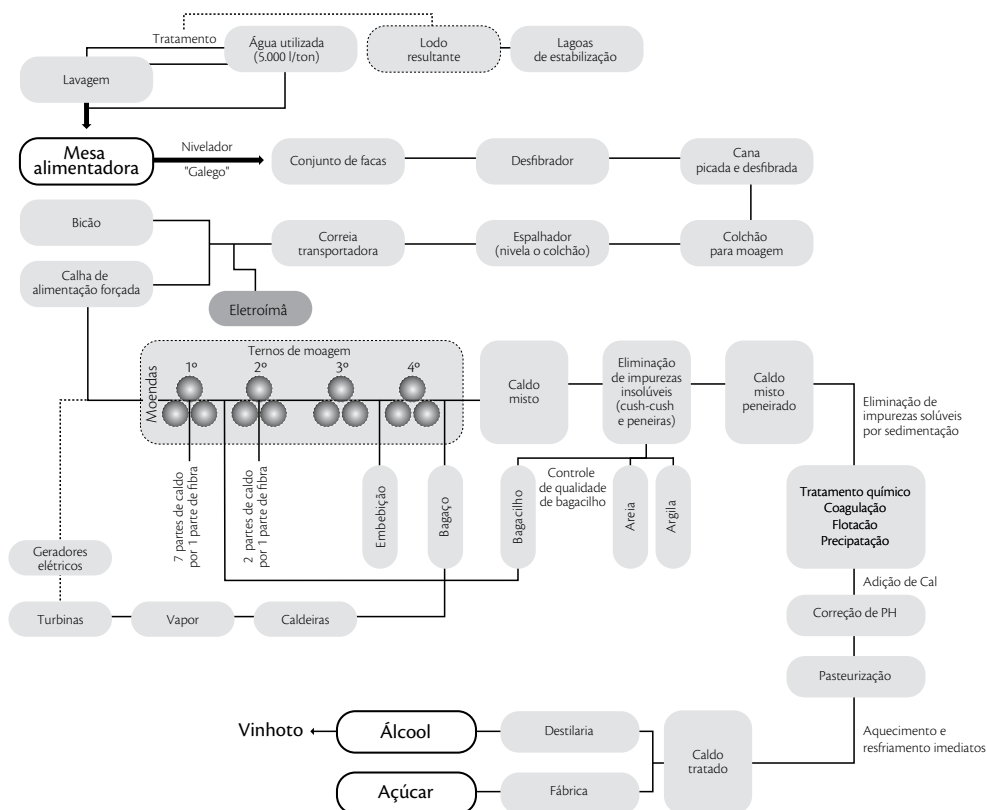 Tratamento
Água utilizada
(5.000 l/ton)
Lodo
resultante
Lagoas
de estabilização
Lavagem
Mesa
alimentadora
Nivelador
"Galego"
Conjunto de facas
Desfibrador
Cana
picada e desfibrada
Bicão
Correia
transportadora
Espalhador
(nivela o colchão)
Colchão
para moagem
Calha de
alimentação forçada
Eletroímâ
Ternos de moagem
Moendas
1º
2º
3º
4º
Caldo
misto
Eliminação
de impurezas
insolúveis
(cush-cush
e peneiras)
Caldo
misto
peneirado
Eliminação de
impurezas solúveis
por sedimentação
7 partes de caldo
por 1 parte de fibra
2 partes de caldo
por 1 parte de fibra
Embebição
Bagaço
Bagacilho
Controle
de qualidade
de bagacilho
Areia
Argila
Tratamento químico
Coagulação
Flotacão
Precipatação
Geradores
elétricos
Adição de Cal
Turbinas
Vapor
Caldeiras
Correção de PH
Pasteurização
Vinhoto
Álcool
Destilaria
Caldo
tratado
Aquecimento e
resfriamento imediatos
Açúcar
Fábrica